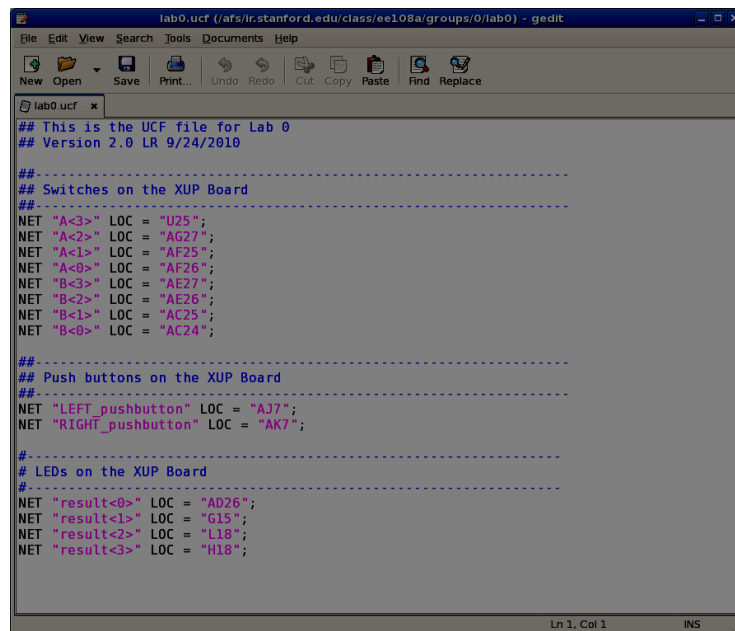 lab0.ucf (/afs/ir.stanford.edu/class/ee108a/groups/0/lab0) - gedit
File Edit View Search Tools Documents Help
New Open Save Print... Undo Redo Cut Copy Paste Find Replace
lab0.ucf x
## This is the UCF file for Lab 0
## Version 2.0 LR 9/24/2010
##-----------------------------------------------------------------
## Switches on the XUP Board
##-----------------------------------------------------------------
NET "A<3>" LOC = "U25";
NET "A<2>" LOC = "AG27";
NET "A<1>" LOC = "AF25";
NET "A<0>" LOC = "AF26";
NET "B<3>" LOC = "AE27";
NET "B<2>" LOC = "AE26";
NET "B<1>" LOC = "AC25";
NET "B<0>" LOC = "AC24";
##-----------------------------------------------------------------
## Push buttons on the XUP Board
##-----------------------------------------------------------------
NET "LEFT_pushbutton" LOC = "AJ7";
NET "RIGHT_pushbutton" LOC = "AK7";
#-----------------------------------------------------------------
# LEDs on the XUP Board
#-----------------------------------------------------------------
NET "result<0>" LOC = "AD26";
NET "result<1>" LOC = "G15";
NET "result<2>" LOC = "L18";
NET "result<3>" LOC = "H18";
Ln 1, Col 1 INS